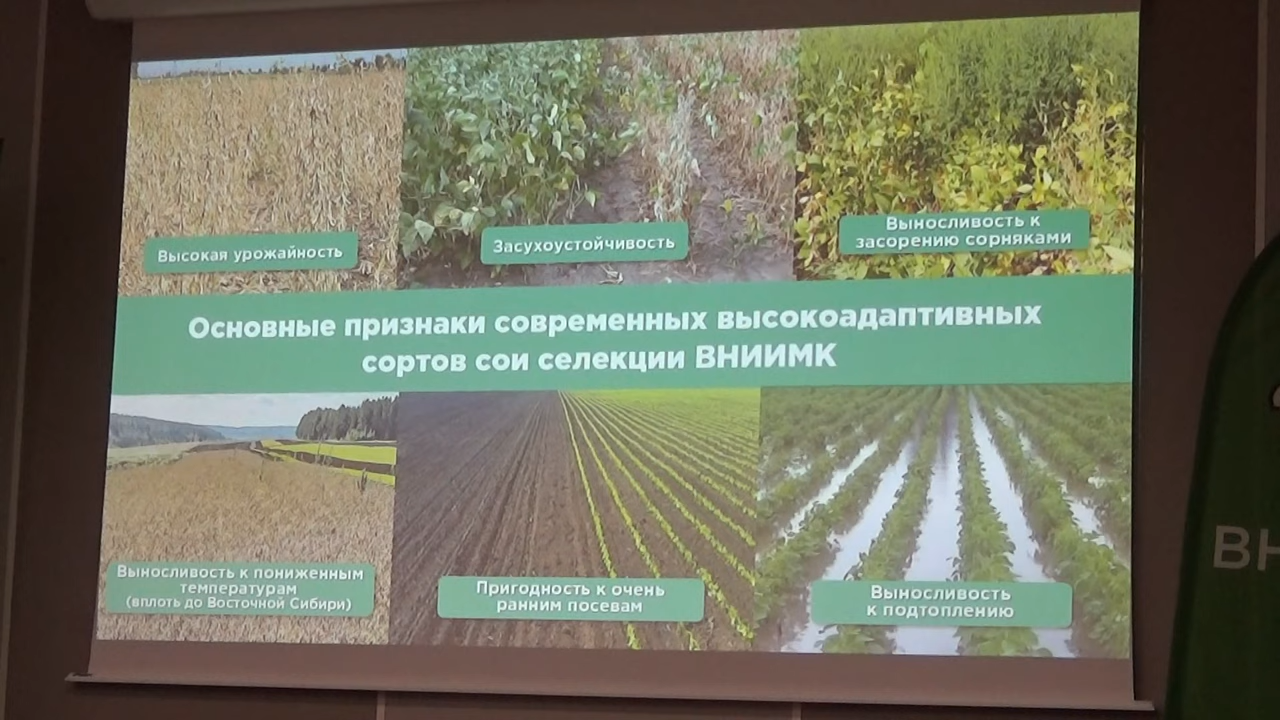 Высокая урожайность
Засухоустойчивость
Выносливость к
засорению сорняками
Основные признаки современных высокоадаптивных
сортов сои селекции ВНИИМК
Выносливость к пониженным
температурам
(вплоть до Восточной Сибири)
Пригодность к очень
ранним посевам
Выносливость
к подтоплению
ВН